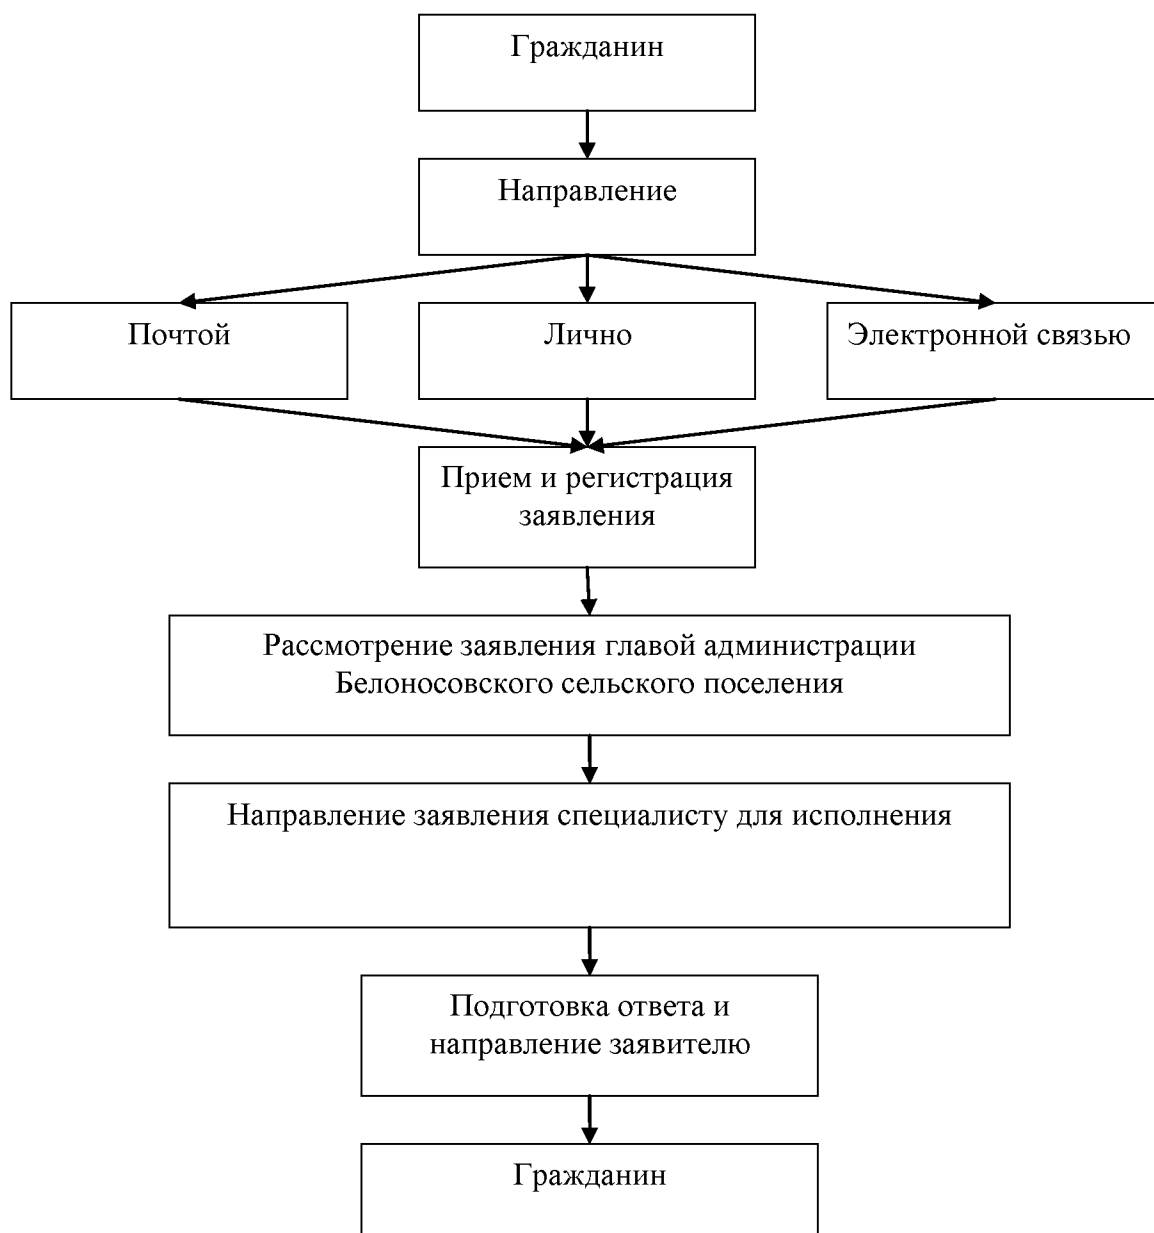 Гражданин
Направление
Почтой
Лично
Электронной связью
Прием и регистрация
заявления
Рассмотрение заявления главой администрации
Белоносовского сельского поселения
Направление заявления специалисту для исполнения
Подготовка ответа и
направление заявителю
Гражданин